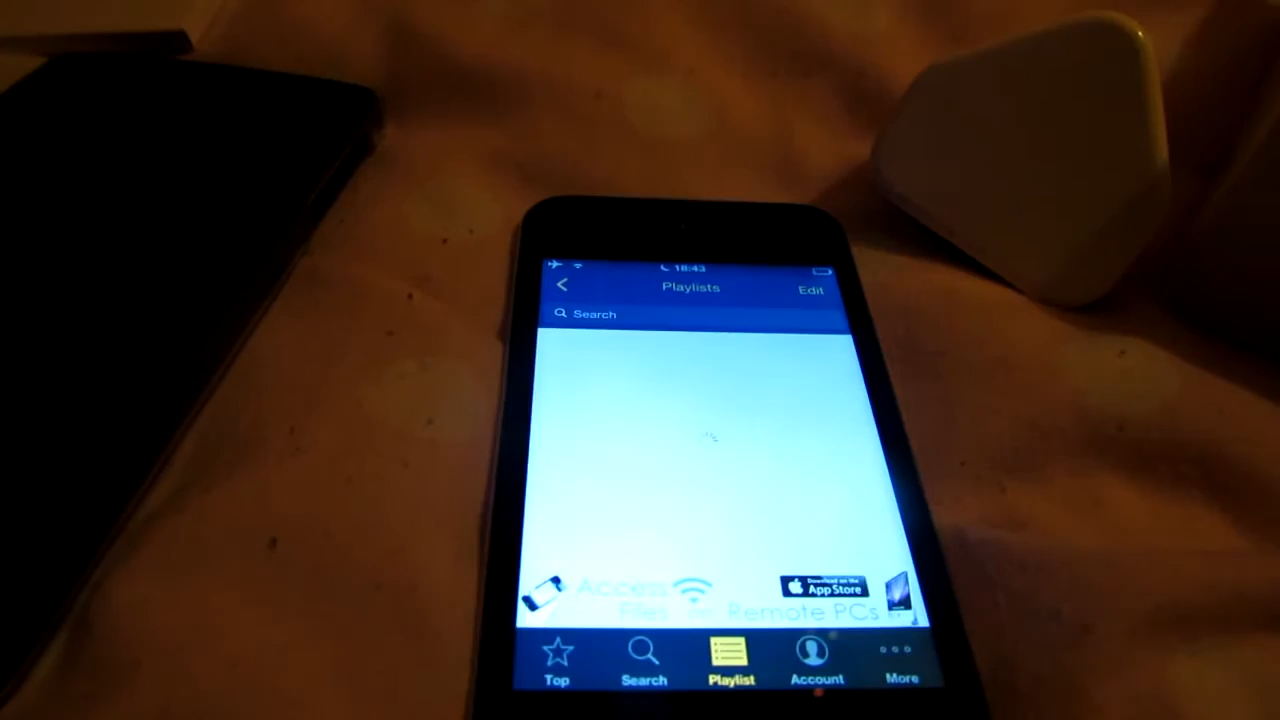 18:43
Playlists
Edit
Search
Access
Files on Remote PCs
Download on the
App Store
Top
Search
Playlist
Account
More